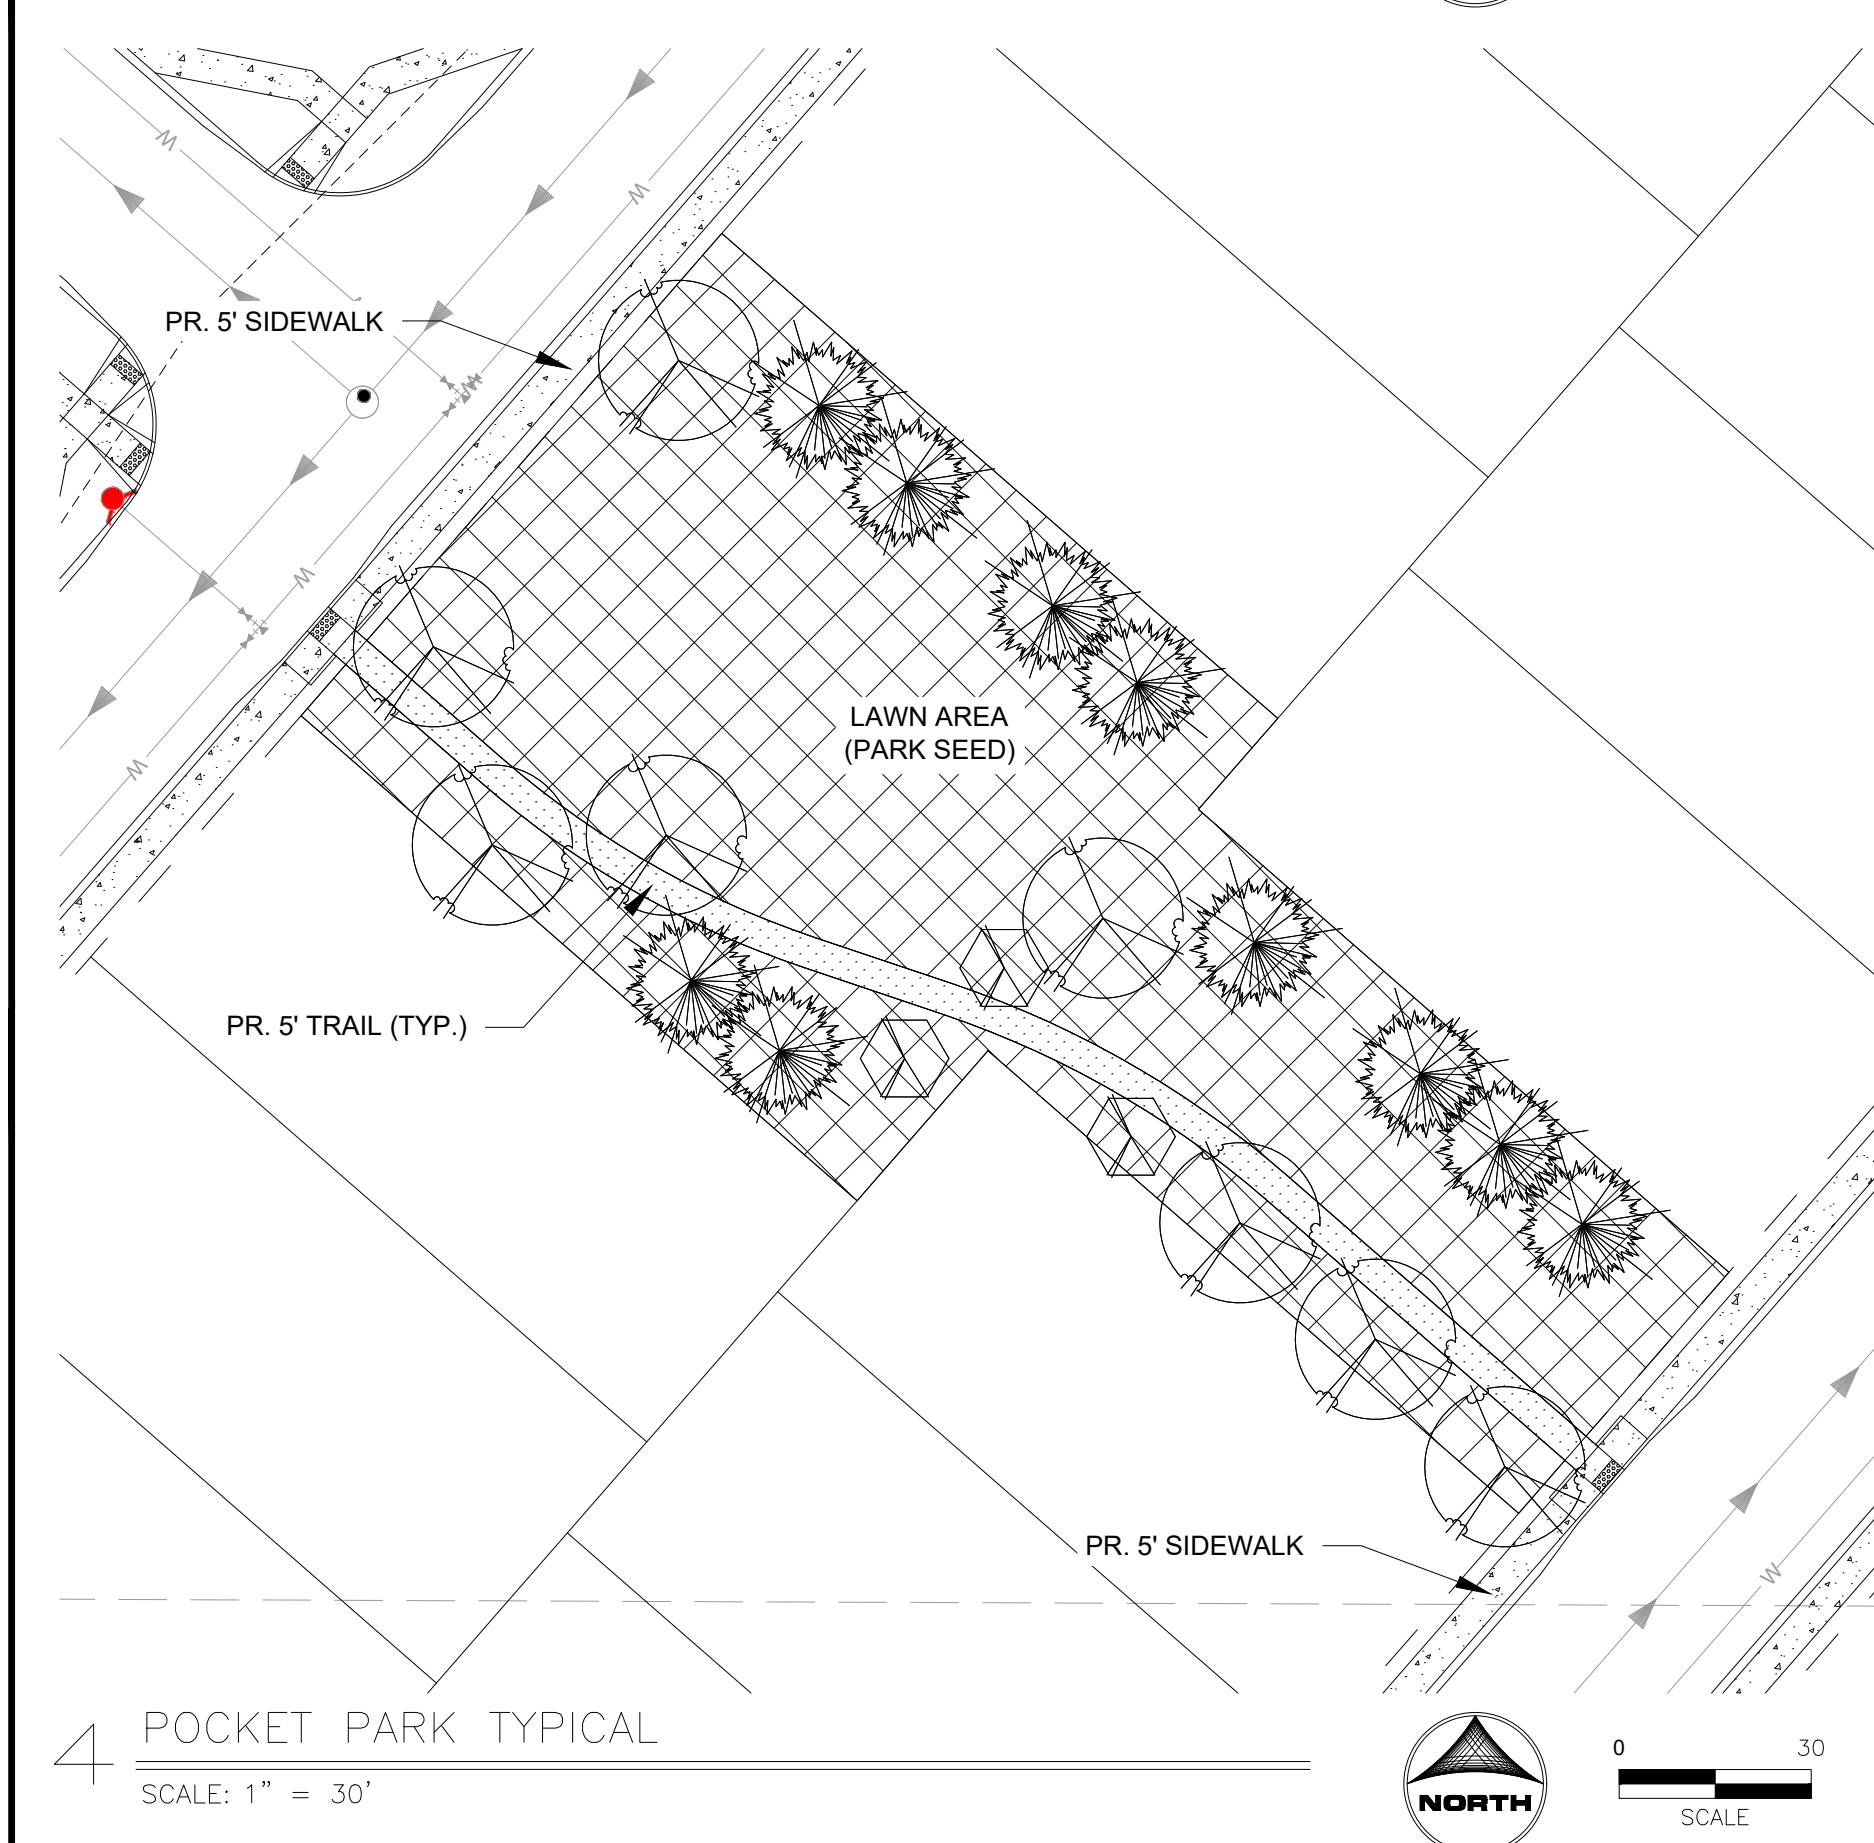 W
W
PR. 5' SIDEWALK
W
W
LAWN AREA
(PARK SEED)
W
PR. 5' TRAIL (TYP.)
PR. 5' SIDEWALK
W
4
POCKET PARK TYPICAL
SCALE: 1" = 30'
NORTH
0 30
SCALE